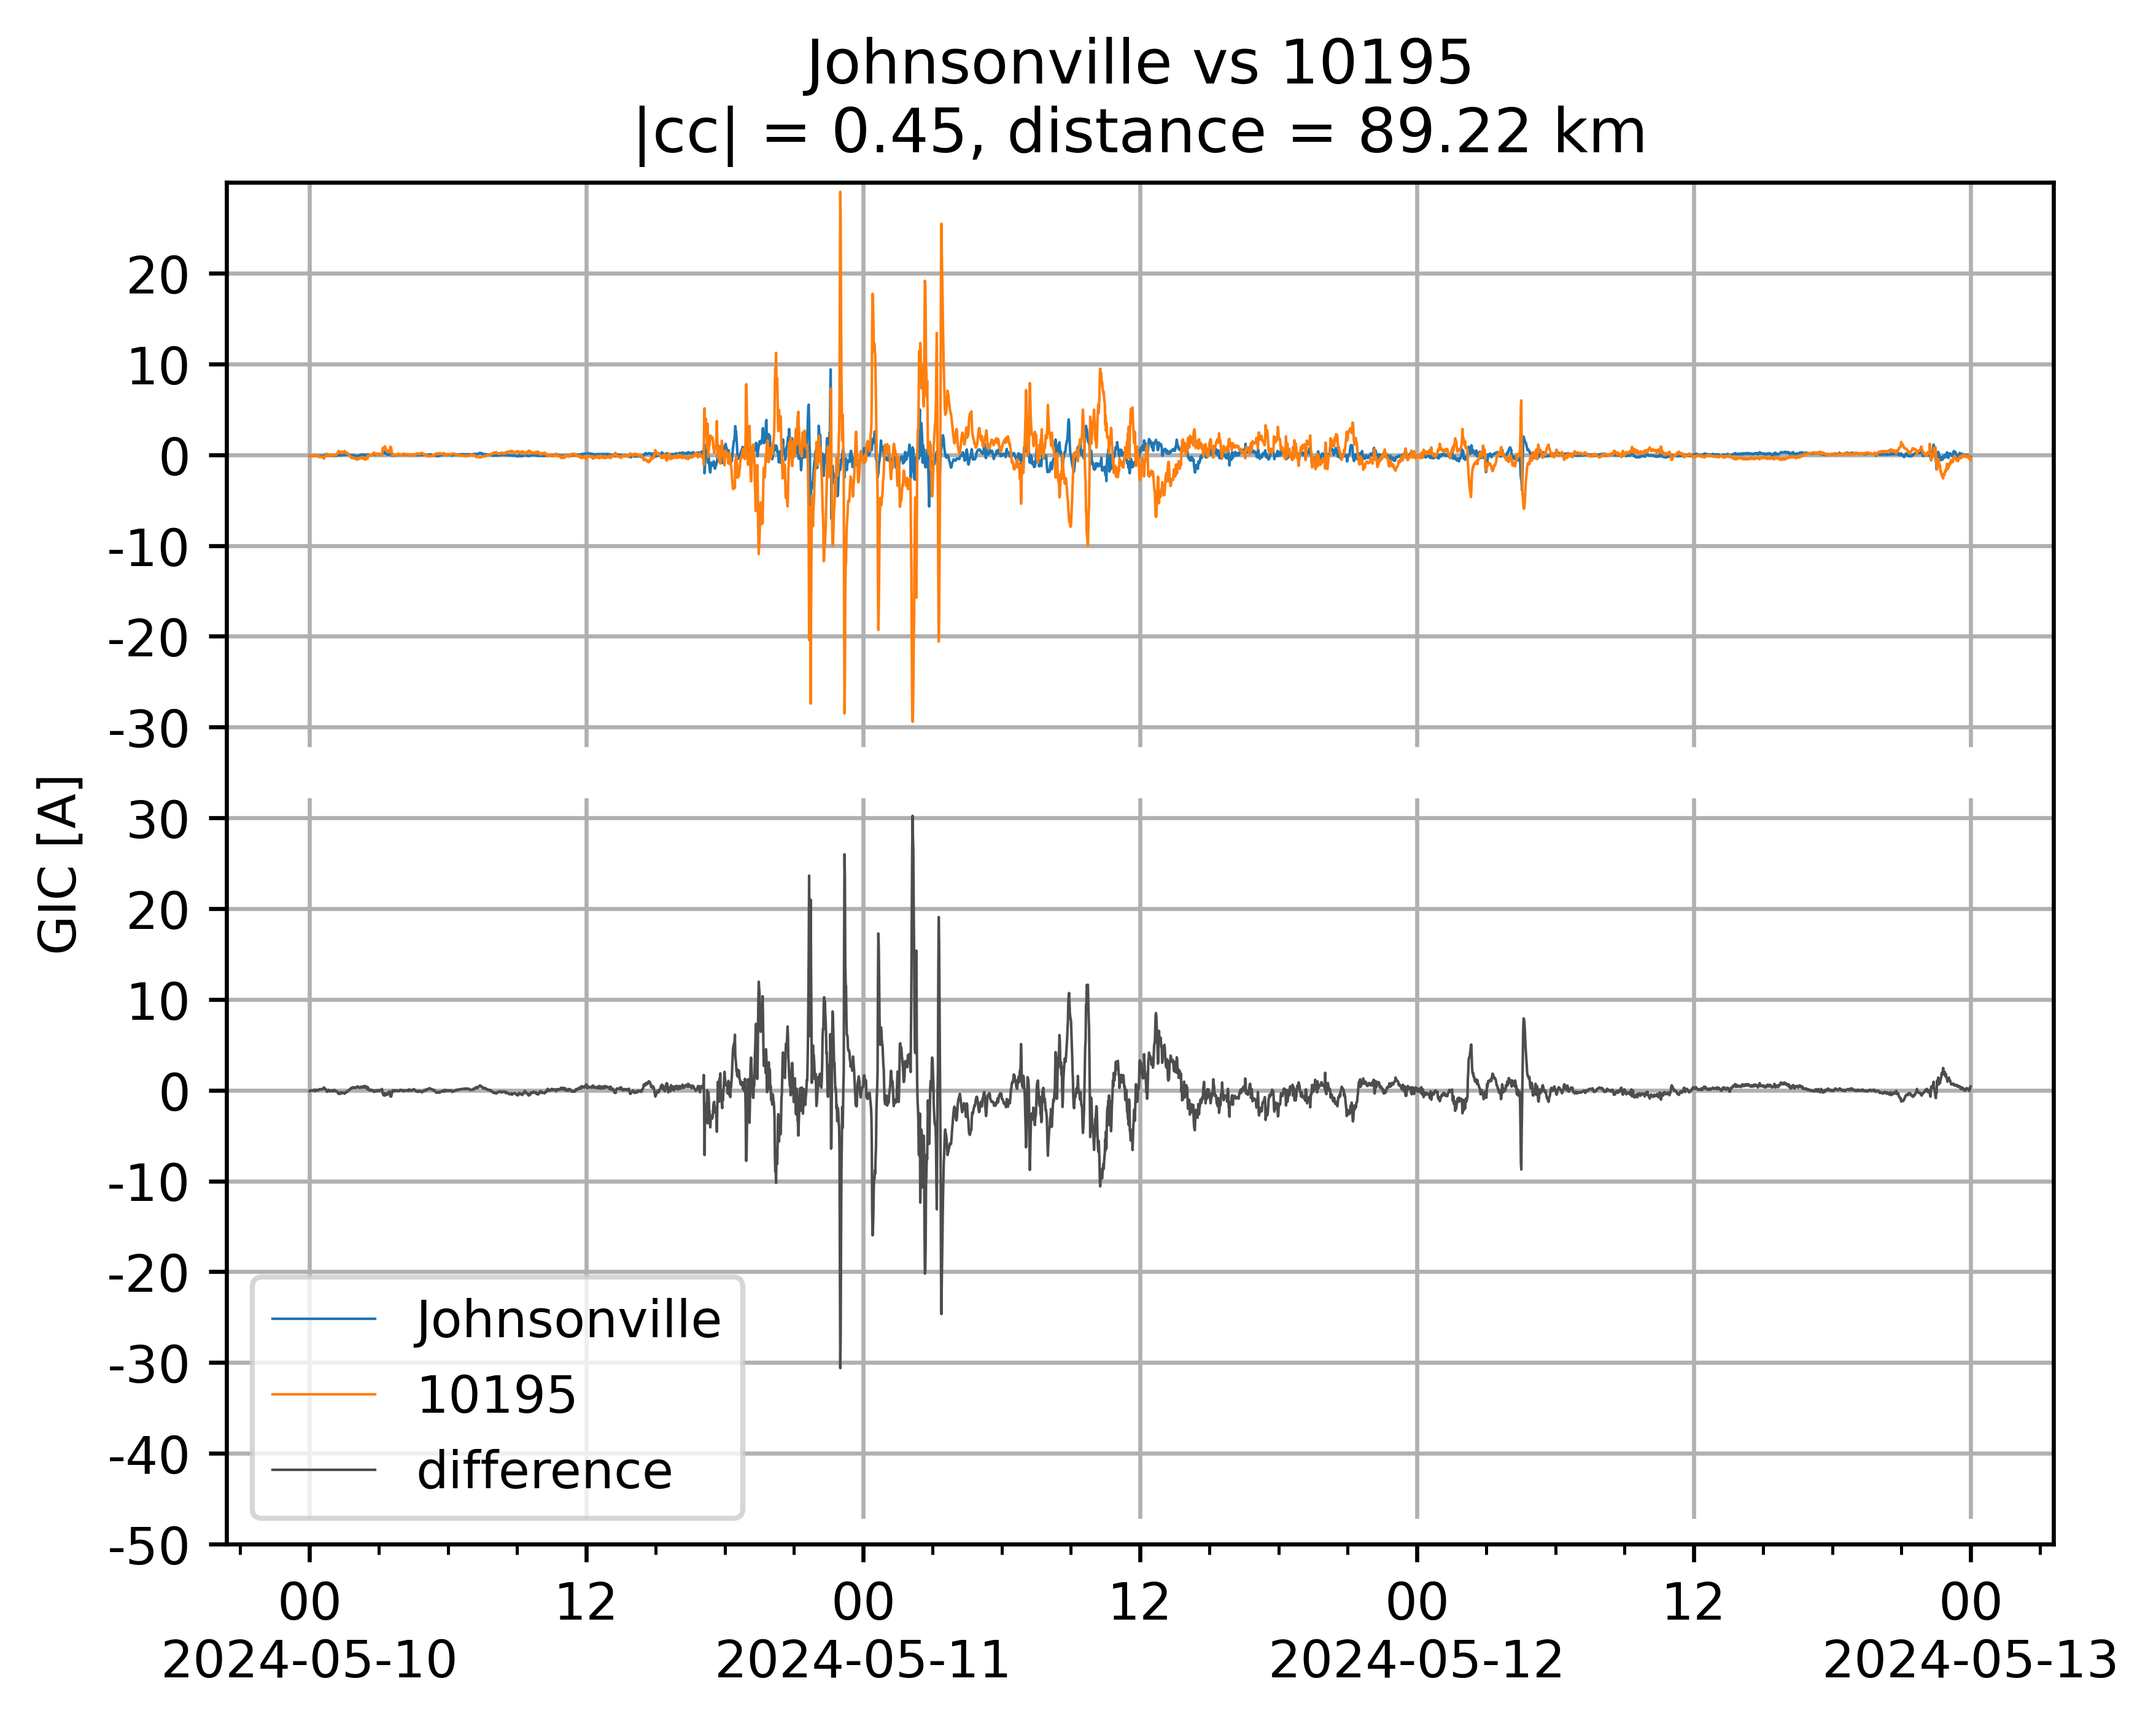 Johnsonville vs 10195
|cc| = 0.45, distance = 89.22 km
GIC [A]
20
10
0
-10
-20
-30
30
20
10
0
-10
-20
-30
-40
-50
Johnsonville
10195
difference
00 12 00 12 00 12 00
2024-05-10 2024-05-11 2024-05-12 2024-05-13